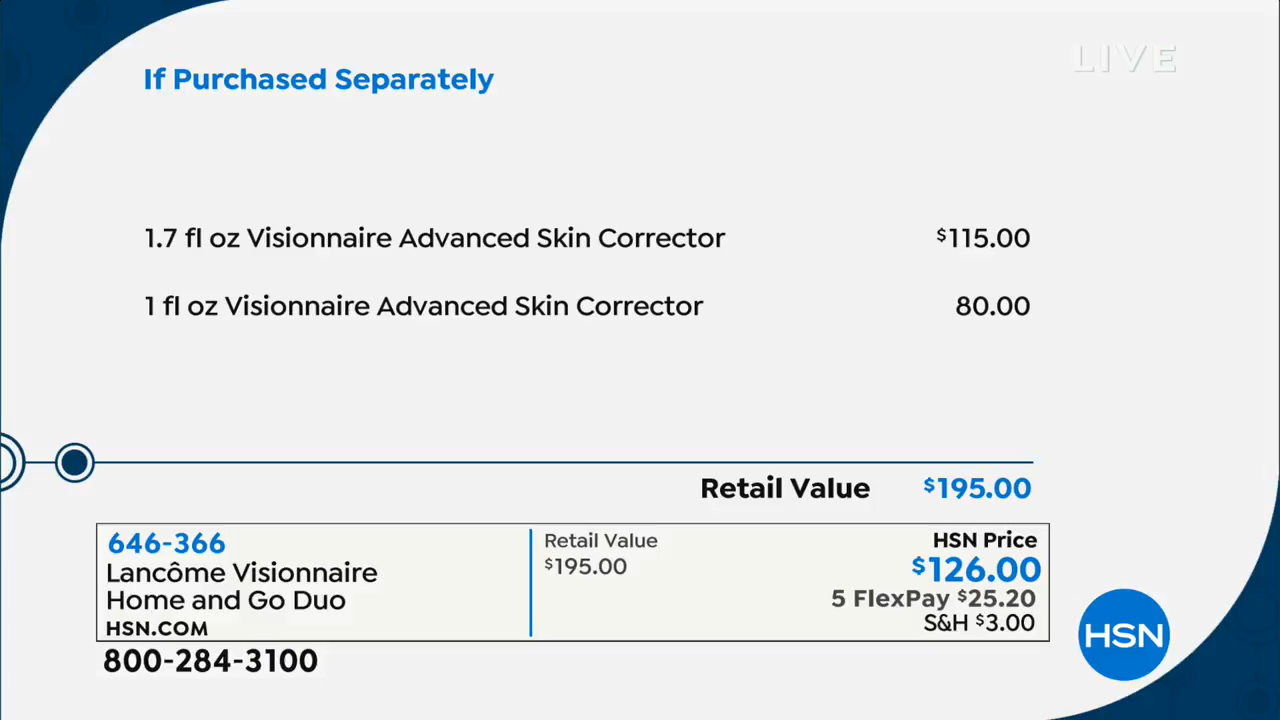 LIVE
If Purchased Separately
1.7 fl oz Visionnaire Advanced Skin Corrector $115.00
1 fl oz Visionnaire Advanced Skin Corrector 80.00
Retail Value $195.00
646-366
Lancôme Visionnaire
Home and Go Duo
HSN.COM
Retail Value
$195.00
HSN Price
$126.00
5 FlexPay $25.20
S&H $3.00
800-284-3100
HSN